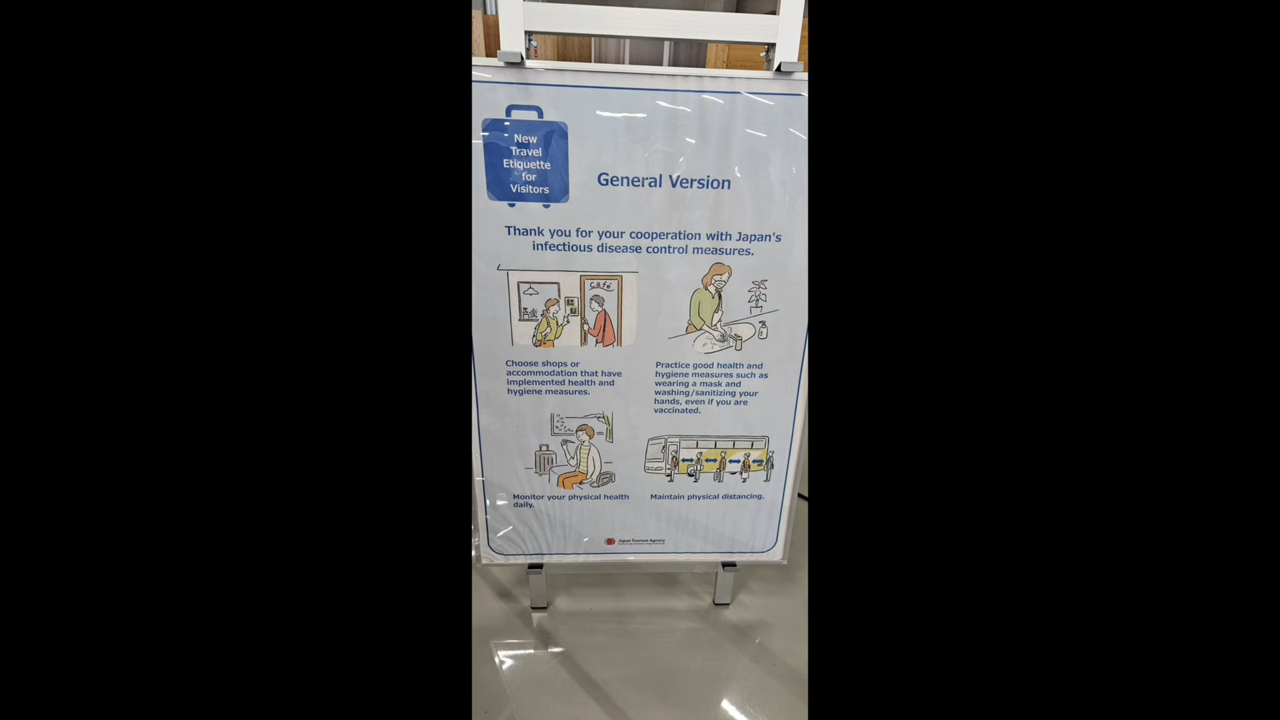 New
Travel
Etiquette
for
Visitors
General Version
Thank you for your cooperation with Japan's
infectious disease control measures.
Café
Choose shops or
accommodation that have
implemented health and
hygiene measures.
Practice good health and
hygiene measures such as
wearing a mask and
washing/sanitizing your
hands, even if you are
vaccinated.
Monitor your physical health
daily.
Maintain physical distancing.
Japan Tourism Agency